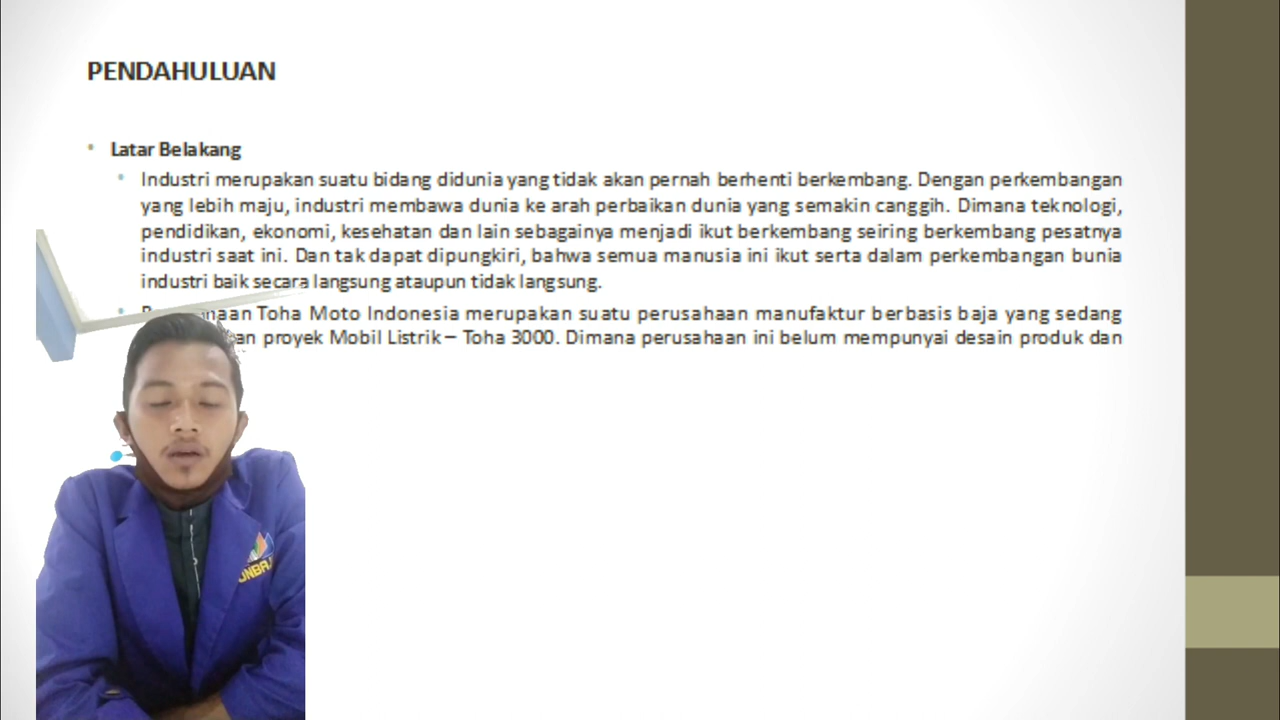 PENDAHULUAN
• Latar Belakang
• Industri merupakan suatu bidang didunia yang tidak akan pernah berhenti berkembang. Dengan perkembangan
yang lebih maju, industri membawa dunia ke arah perbaikan dunia yang semakin canggih. Dimana teknologi,
pendidikan, ekonomi, kesehatan dan lain sebagainya menjadi ikut berkembang seiring berkembang pesatnya
industri saat ini. Dan tak dapat dipungkiri, bahwa semua manusia ini ikut serta dalam perkembangan bunia
industri baik secara langsung ataupun tidak langsung.
• Toha Moto Indonesia merupakan suatu perusahaan manufaktur berbasis baja yang sedang
proyek Mobil Listrik – Toha 3000. Dimana perusahaan ini belum mempunyai desain produk dan
UNBAJA